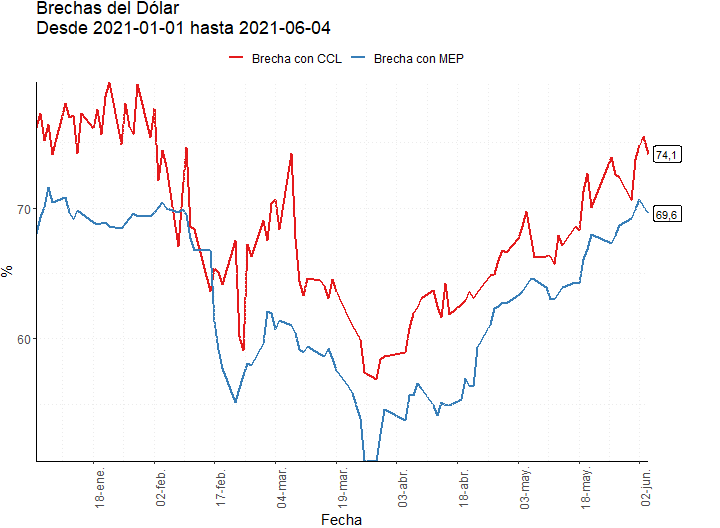 Brechas del Dólar
Desde 2021-01-01 hasta 2021-06-04
Brecha con CCL
Brecha con MEP
%
70
60
74,1
69,6
18-ene.
02-feb.
17-feb.
04-mar.
19-mar.
03-abr.
18-abr.
03-may.
18-may.
02-jun.
Fecha